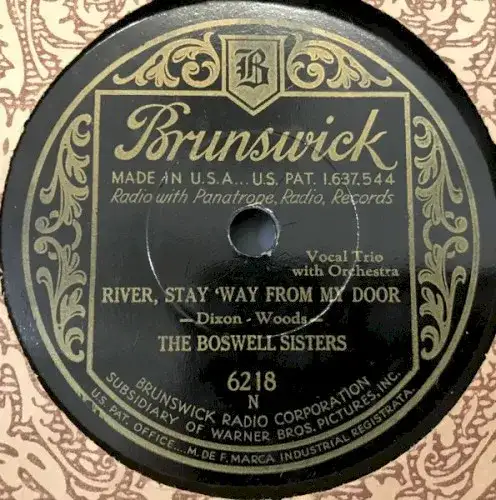 B
Brunswick
MADE IN U.S.A... U.S. PAT. 1.637.544
Radio with Panatrope, Radio, Records
Vocal Trio
with Orchestra
RIVER, STAY 'WAY FROM MY DOOR
—Dixon - Woods—
THE BOSWELL SISTERS
6218
N
BRUNSWICK RADIO CORPORATION
SUBSIDIARY OF WARNER BROS. PICTURES, INC.
U.S. PAT. OFFICE....M. DE F. MARCA INDUSTRIAL REGISTRATA.